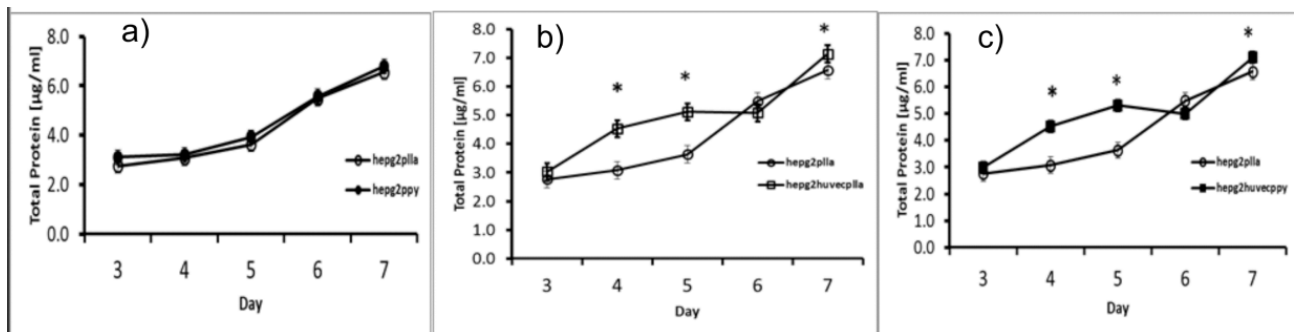 a)
Total Protein [µg/ml]
8.0
6.0
4.0
2.0
0.0
3 4 5 6 7
Day
hepg2plla
hepg2ppy
b)
Total Protein [µg/ml]
8.0
7.0
6.0
5.0
4.0
3.0
2.0
1.0
0.0
3 4 5 6 7
Day
hepg2plla
hepg2huvecplla
* * *
c)
Total Protein [µg/ml]
8.0
7.0
6.0
5.0
4.0
3.0
2.0
1.0
0.0
3 4 5 6 7
Day
hepg2plla
hepg2huvecppy
* * *